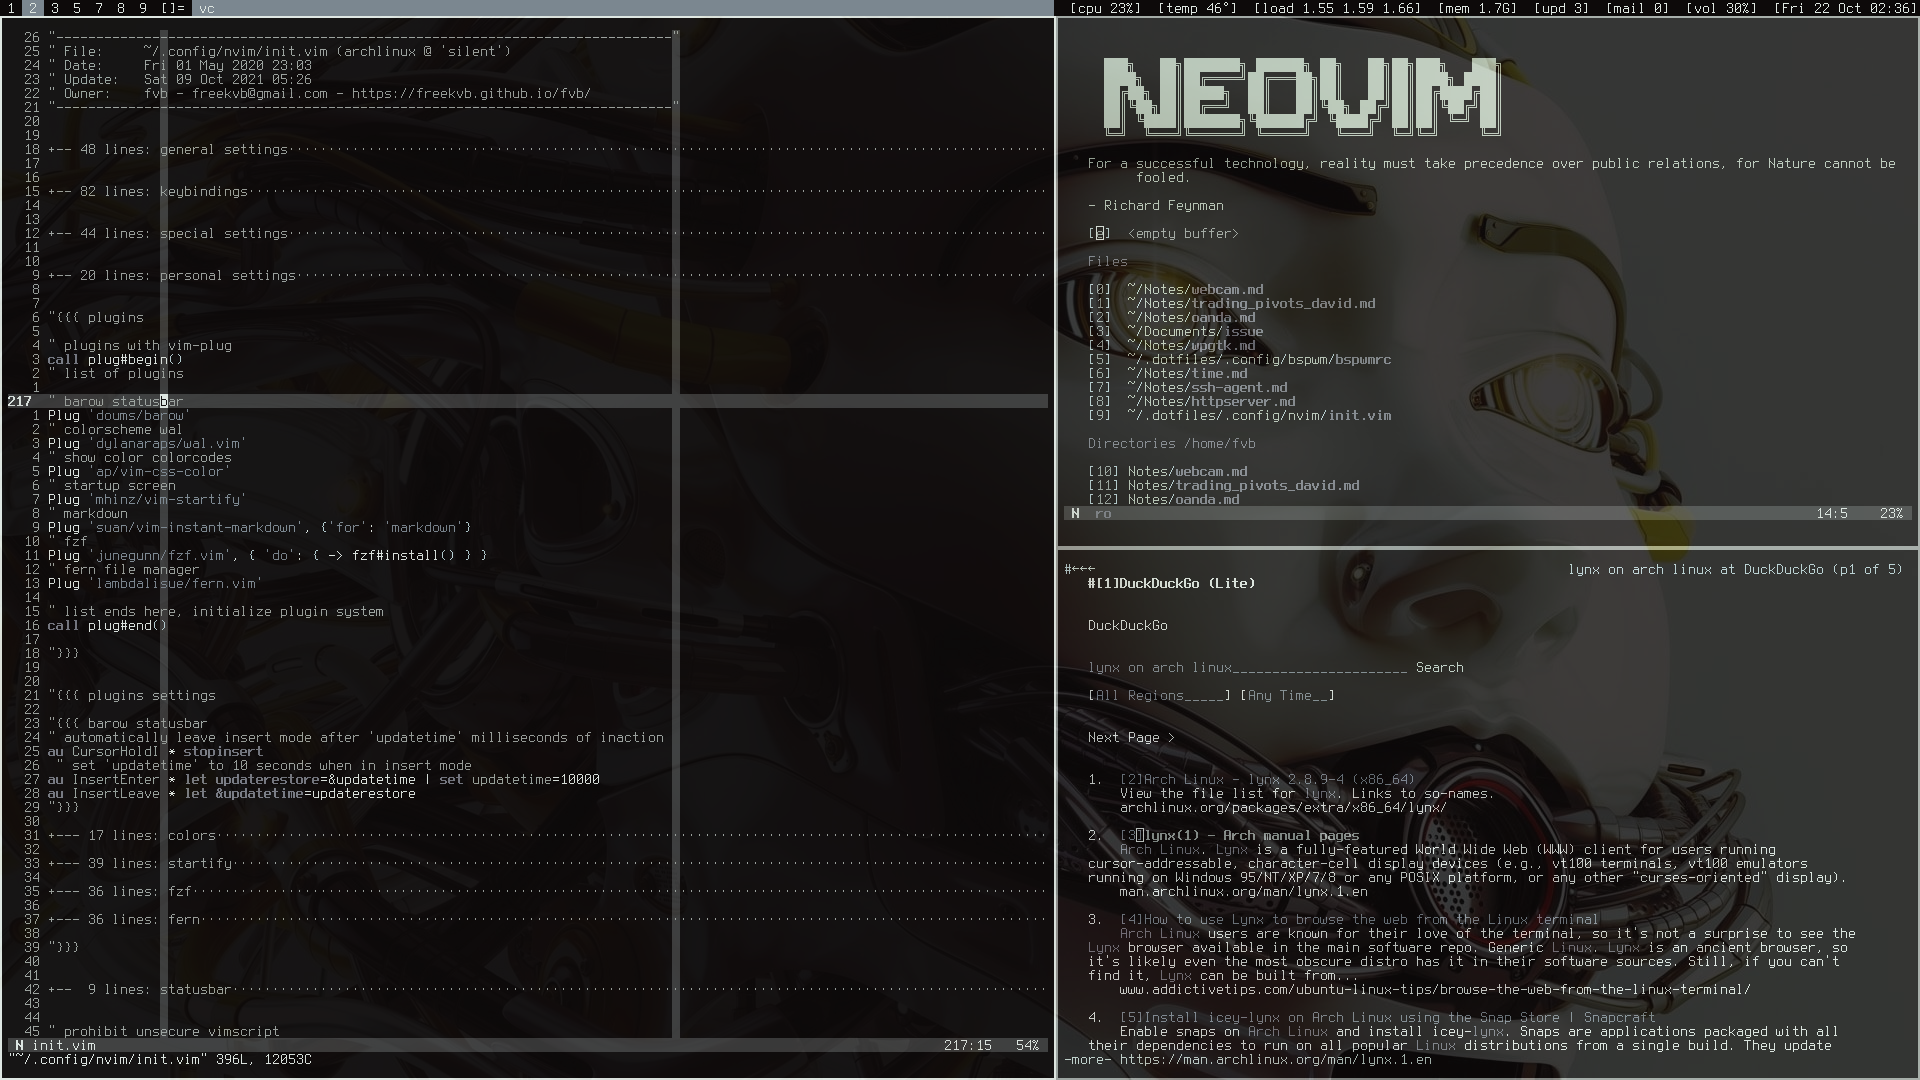 1 2 3 5 7 8 9 []= vc [cpu 23%] [temp 46°] [load 1.55 1.59 1.66] [mem 1.7G] [upd 3] [mail 0] [vol 30%] [Fri 22 Oct 02:36]
26 "-----------------------------------------------------------------------------"
25 " File: ~/.config/nvim/init.vim (archlinux @ 'silent')
24 " Date: Fri 01 May 2020 23:03
23 " Update: Sat 09 Oct 2021 05:26
22 " Owner: fvb - freekvb@gmail.com - https://freekvb.github.io/fvb/
21 "-----------------------------------------------------------------------------"
20
19
18 +-- 48 lines: general settings
17
16
15 +-- 82 lines: keybindings
14
13
12 +-- 44 lines: special settings
11
10
9 +-- 20 lines: personal settings
8
7
6 "{{{ plugins
5
4 " plugins with vim-plug
3 call plug#begin()
2 " list of plugins
1
217 " barow statusbar
1 Plug 'doums/barow'
2 " colorscheme wal
3 Plug 'dylanaraps/wal.vim'
4 " show color colorcodes
5 Plug 'ap/vim-css-color'
6 " startup screen
7 Plug 'mhinz/vim-startify'
8 " markdown
9 Plug 'suan/vim-instant-markdown', {'for': 'markdown'}
10 " fzf
11 Plug 'junegunn/fzf.vim', { 'do': { -> fzf#install() } }
12 " fern file manager
13 Plug 'lambdalisue/fern.vim'
14
15 " list ends here, initialize plugin system
16 call plug#end()
17
18 "}}}
19
20
21 "{{{ plugins settings
22
23 "{{{ barow statusbar
24 " automatically leave insert mode after 'updatetime' milliseconds of inaction
25 au CursorHoldI * stopinsert
26 " set 'updatetime' to 10 seconds when in insert mode
27 au InsertEnter * let updaterestore=&updatetime | set updatetime=10000
28 au InsertLeave * let &updatetime=updaterestore
29 "}}}
30
31 +--- 17 lines: colors
32
33 +--- 39 lines: startify
34
35 +--- 36 lines: fzf
36
37 +--- 36 lines: fern
38
39 "}}}
40
41
42 +-- 9 lines: statusbar
43
44
45 " prohibit unsecure vimscript
N init.vim 217:15 54%
"~/.config/nvim/init.vim" 396L, 12053C
NEOVIM
For a successful technology, reality must take precedence over public relations, for Nature cannot be
fooled.
- Richard Feynman
[e] <empty buffer>
Files
[0] ~/Notes/webcam.md
[1] ~/Notes/trading_pivots_david.md
[2] ~/Notes/oanda.md
[3] ~/Documents/issue
[4] ~/Notes/wpgtk.md
[5] ~/.dotfiles/.config/bspwm/bspwmrc
[6] ~/Notes/time.md
[7] ~/Notes/ssh-agent.md
[8] ~/Notes/httpserver.md
[9] ~/.dotfiles/.config/nvim/init.vim
Directories /home/fvb
[10] Notes/webcam.md
[11] Notes/trading_pivots_david.md
[12] Notes/oanda.md
N ro 14:5 23%
#←←← lynx on arch linux at DuckDuckGo (p1 of 5)
#[1]DuckDuckGo (Lite)
DuckDuckGo
lynx on arch linux______________________ Search
[All Regions_____] [Any Time__]
Next Page >
1. [2]Arch Linux - lynx 2.8.9-4 (x86_64)
View the file list for lynx. Links to so-names.
archlinux.org/packages/extra/x86_64/lynx/
2. [3]lynx(1) - Arch manual pages
Arch Linux. Lynx is a fully-featured World Wide Web (WWW) client for users running
cursor-addressable, character-cell display devices (e.g., vt100 terminals, vt100 emulators
running on Windows 95/NT/XP/7/8 or any POSIX platform, or any other "curses-oriented" display).
man.archlinux.org/man/lynx.1.en
3. [4]How to use Lynx to browse the web from the Linux terminal
Arch Linux users are known for their love of the terminal, so it's not a surprise to see the
Lynx browser available in the main software repo. Generic Linux. Lynx is an ancient browser, so
it's likely even the most obscure distro has it in their software sources. Still, if you can't
find it, Lynx can be built from...
www.addictivetips.com/ubuntu-linux-tips/browse-the-web-from-the-linux-terminal/
4. [5]Install icey-lynx on Arch Linux using the Snap Store | Snapcraft
Enable snaps on Arch Linux and install icey-lynx. Snaps are applications packaged with all
their dependencies to run on all popular Linux distributions from a single build. They update
-more- https://man.archlinux.org/man/lynx.1.en